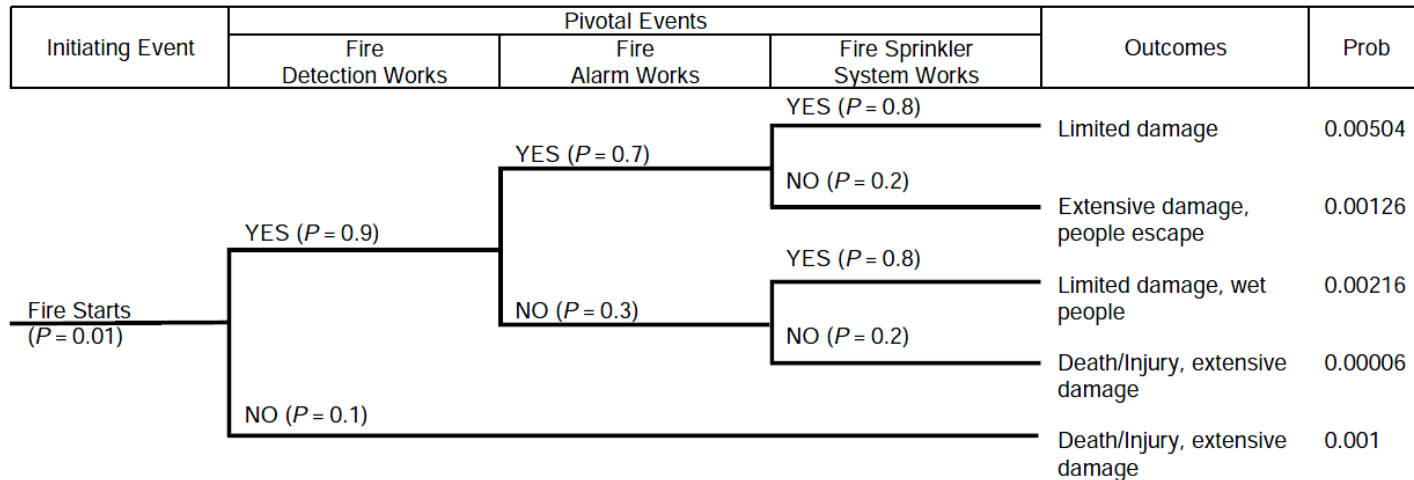 Pivotal Events
Initiating Event
Fire
Detection Works
Fire
Alarm Works
Fire Sprinkler
System Works
Outcomes
Prob
YES (P = 0.8)
Limited damage
0.00504
YES (P = 0.7)
NO (P = 0.2)
Extensive damage,
people escape
0.00126
YES (P = 0.9)
YES (P = 0.8)
Limited damage, wet
people
0.00216
Fire Starts
(P = 0.01)
NO (P = 0.3)
NO (P = 0.2)
Death/Injury, extensive
damage
0.00006
NO (P = 0.1)
Death/Injury, extensive
damage
0.001